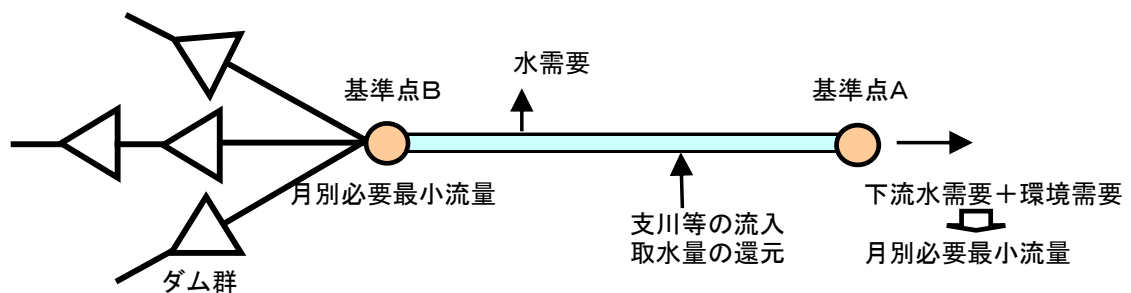 水需要
基準点B
基準点A
月別必要最小流量
下流水需要＋環境需要
支川等の流入
取水量の還元
月別必要最小流量
ダム群